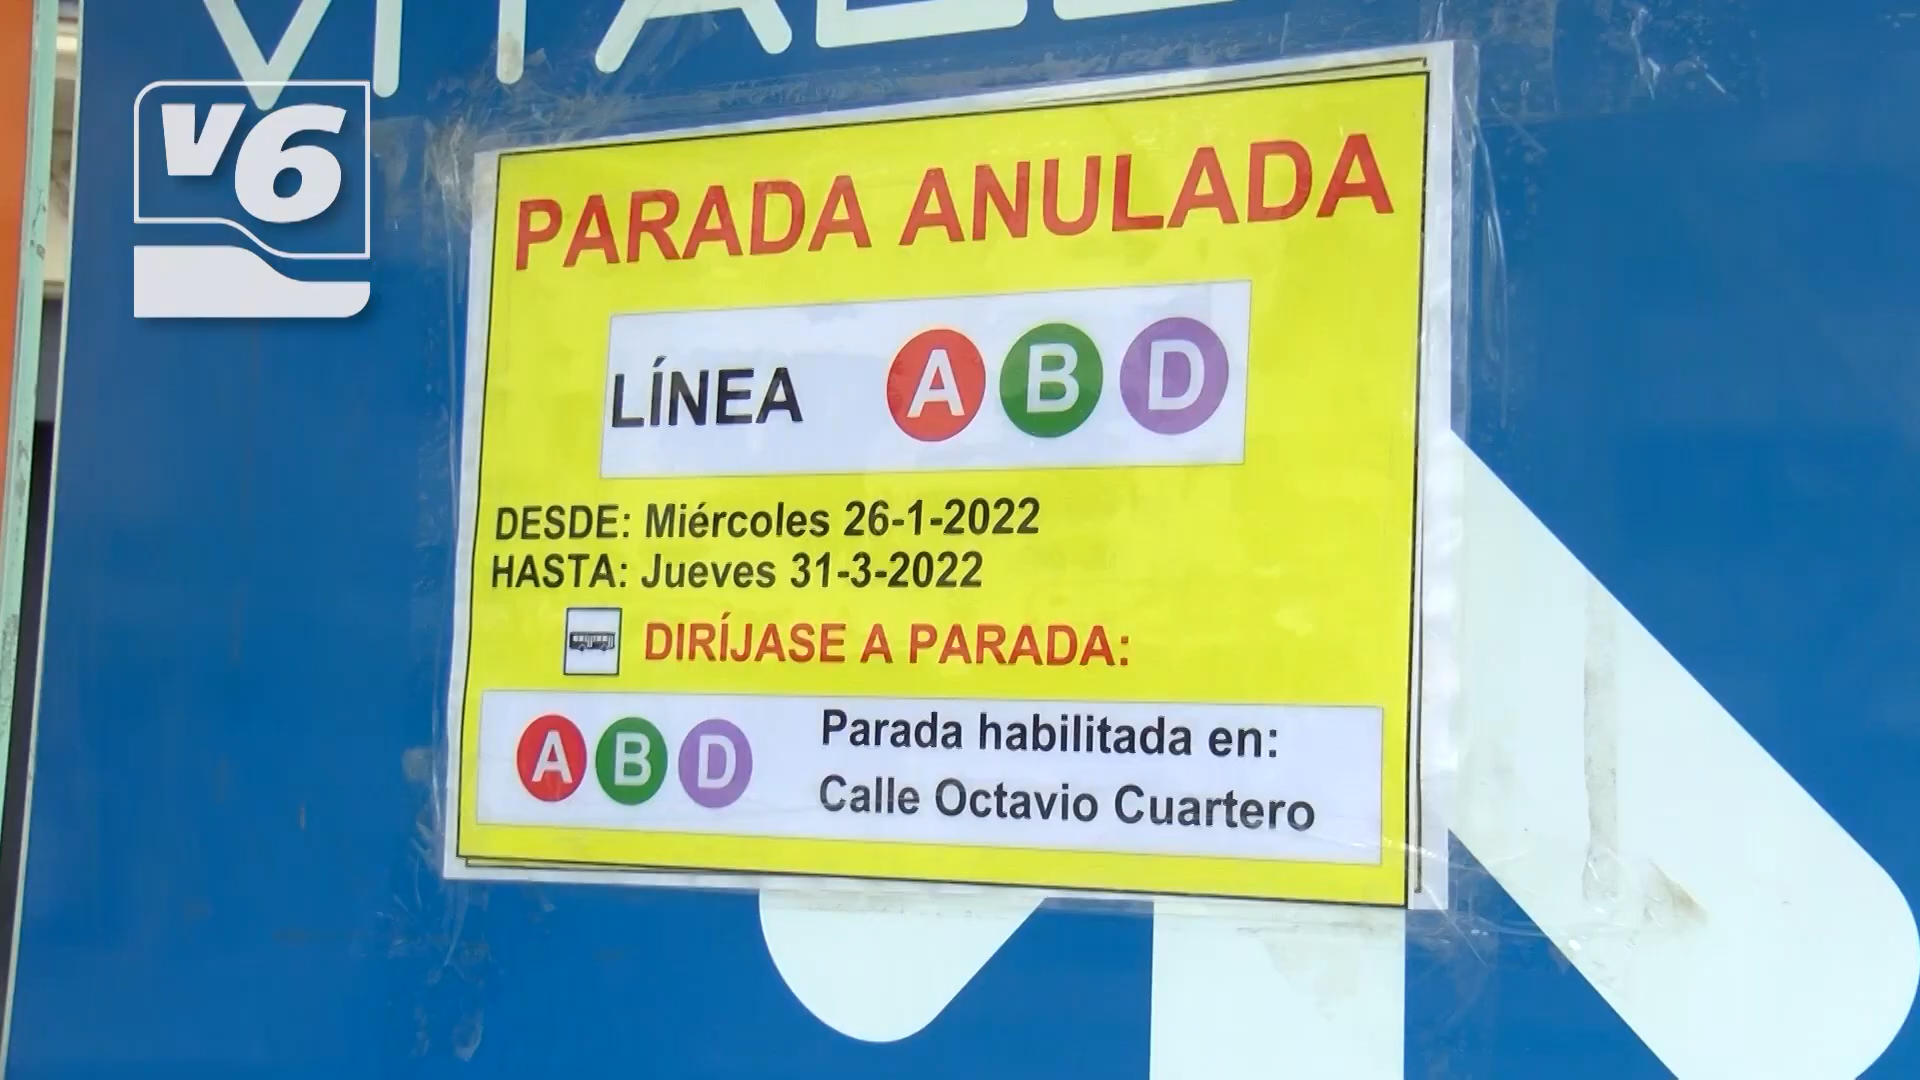 V6
PARADA ANULADA
LÍNEA A B D
DESDE: Miércoles 26-1-2022
HASTA: Jueves 31-3-2022
DIRÍJASE A PARADA:
A B D
Parada habilitada en:
Calle Octavio Cuartero